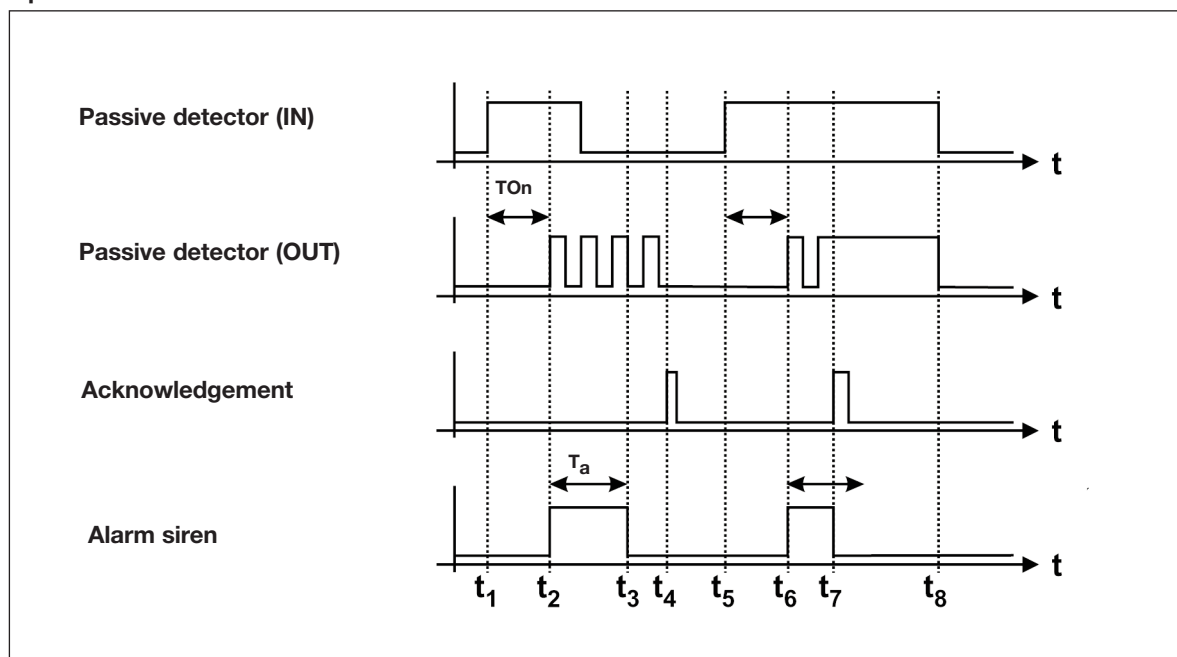 Passive detector (IN)
t
TOn
Passive detector (OUT)
t
Acknowledgement
t
Ta
Alarm siren
t
t1 t2 t3 t4 t5 t6 t7 t8